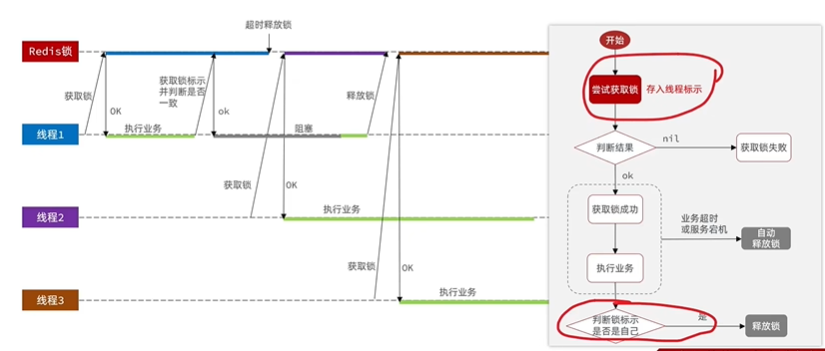 超时释放锁
Redis锁
获取锁
OK
获取锁标示
并判断是否
一致
ok
释放锁
线程1
执行业务
阻塞
获取锁
OK
线程2
执行业务
获取锁
OK
线程3
执行业务
开始
尝试获取锁
存入线程标示
判断结果
nil
获取锁失败
ok
获取锁成功
业务超时
或服务宕机
自动
释放锁
执行业务
判断锁标示
是否是自己
是
释放锁